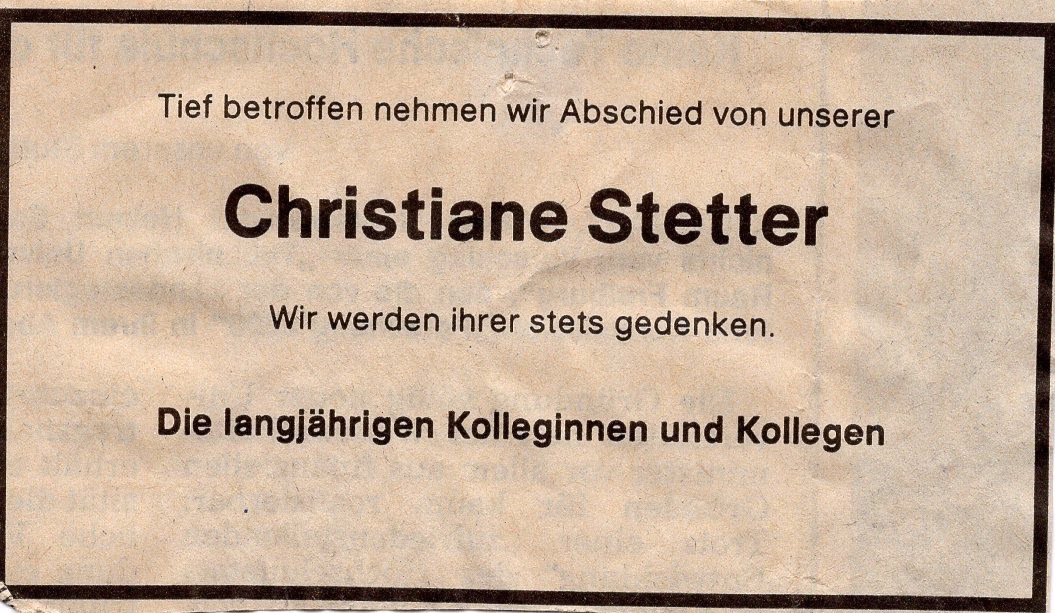 Tief betroffen nehmen wir Abschied von unserer
Christiane Stetter
Wir werden ihrer stets gedenken.
Die langjährigen Kolleginnen und Kollegen